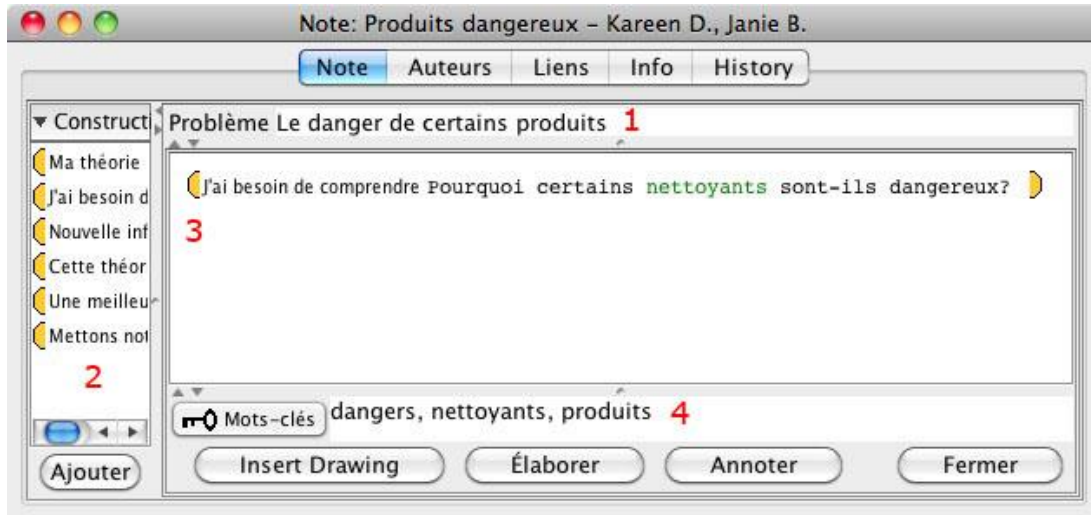 Note: Produits dangereux – Kareen D., Janie B.
Note Auteurs Liens Info History
Constructi
Problème Le danger de certains produits 1
Ma théorie
J'ai besoin d
Nouvelle inf
Cette théor
Une meilleu
Mettons not
2
J'ai besoin de comprendre Pourquoi certains nettoyants sont-ils dangereux?
3
Mots-clés dangers, nettoyants, produits 4
Ajouter Insert Drawing Élaborer Annoter Fermer